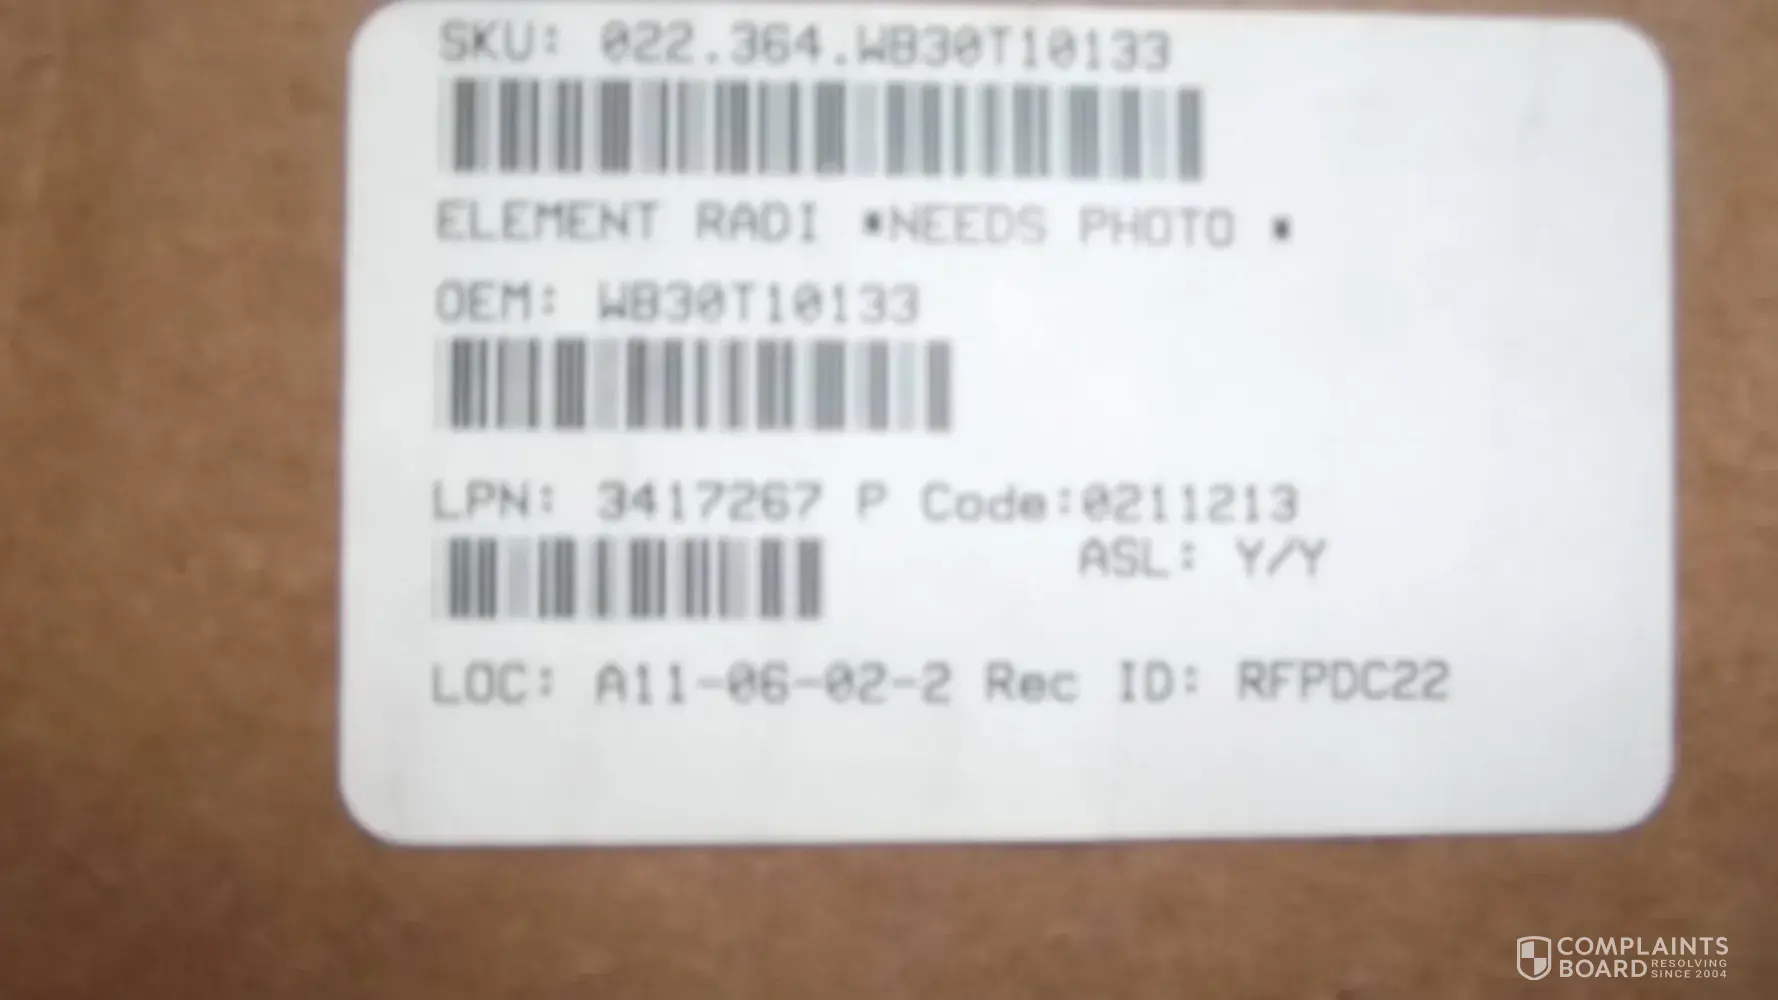 SKU: 022.364.WB30T10133
ELEMENT RADI *NEEDS PHOTO *
OEM: WB30T10133
LPN: 3417267 P Code:0211213
ASL: Y/Y
LOC: A11-06-02-2 Rec ID: RFPDC22
COMPLAINTS
BOARD RESOLVING
SINCE 2004